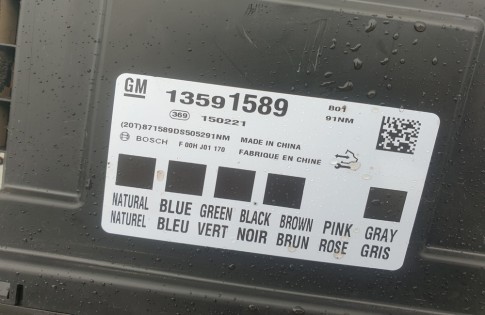 GM 13591589 B01
369 150221 91NM
(20T)871589DS505291NM MADE IN CHINA
BOSCH F 00H J01 170 FABRIQUE EN CHINE
NATURAL BLUE GREEN BLACK BROWN PINK GRAY
NATUREL BLEU VERT NOIR BRUN ROSE GRIS